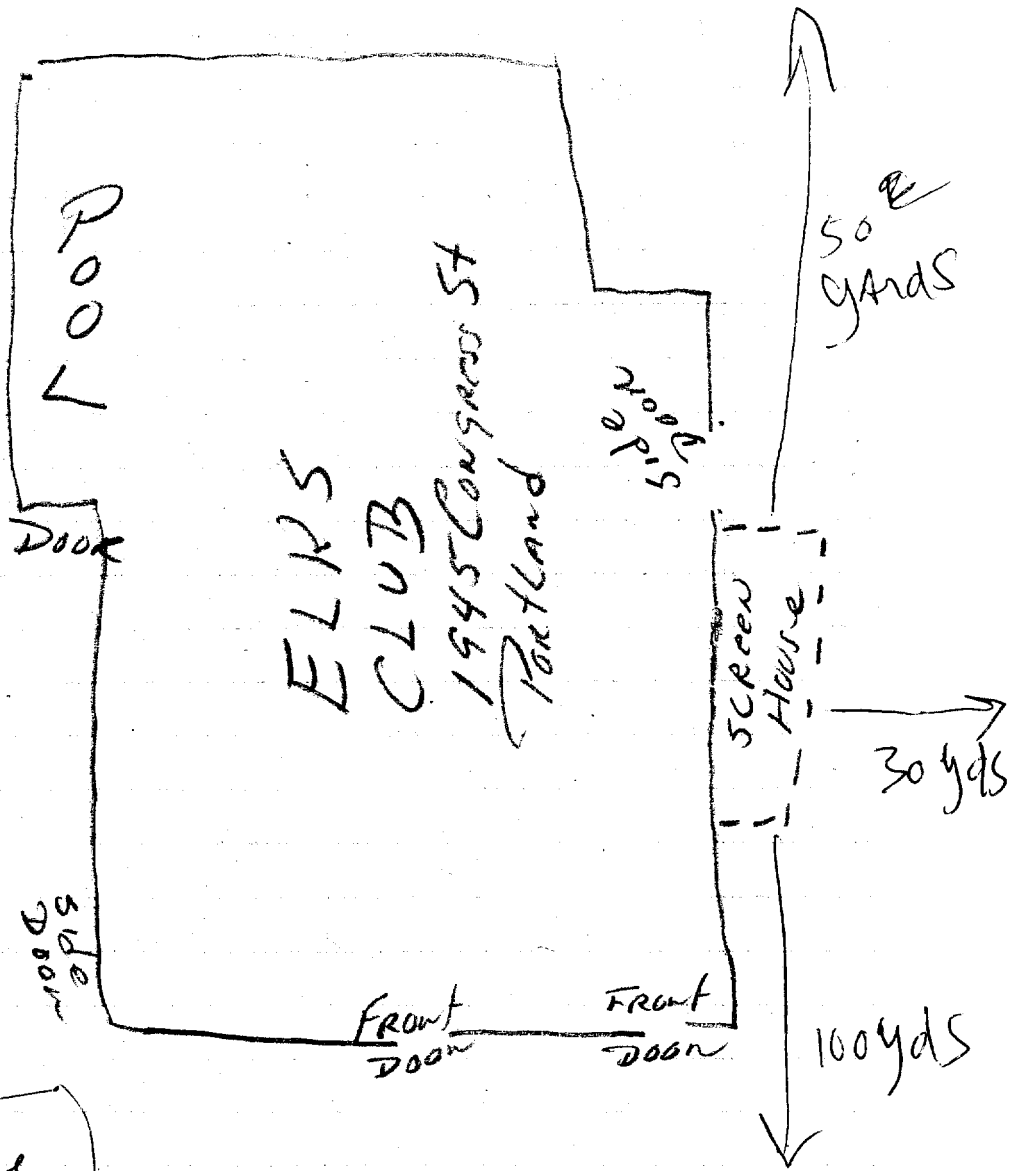 POOL
50
yards
ELKS
CLUB
1945 Congress St
Portland
Side
Door
Door
SCREEN
House
30 yds
Side
Door
Front
Door
Front
Door
100 yds